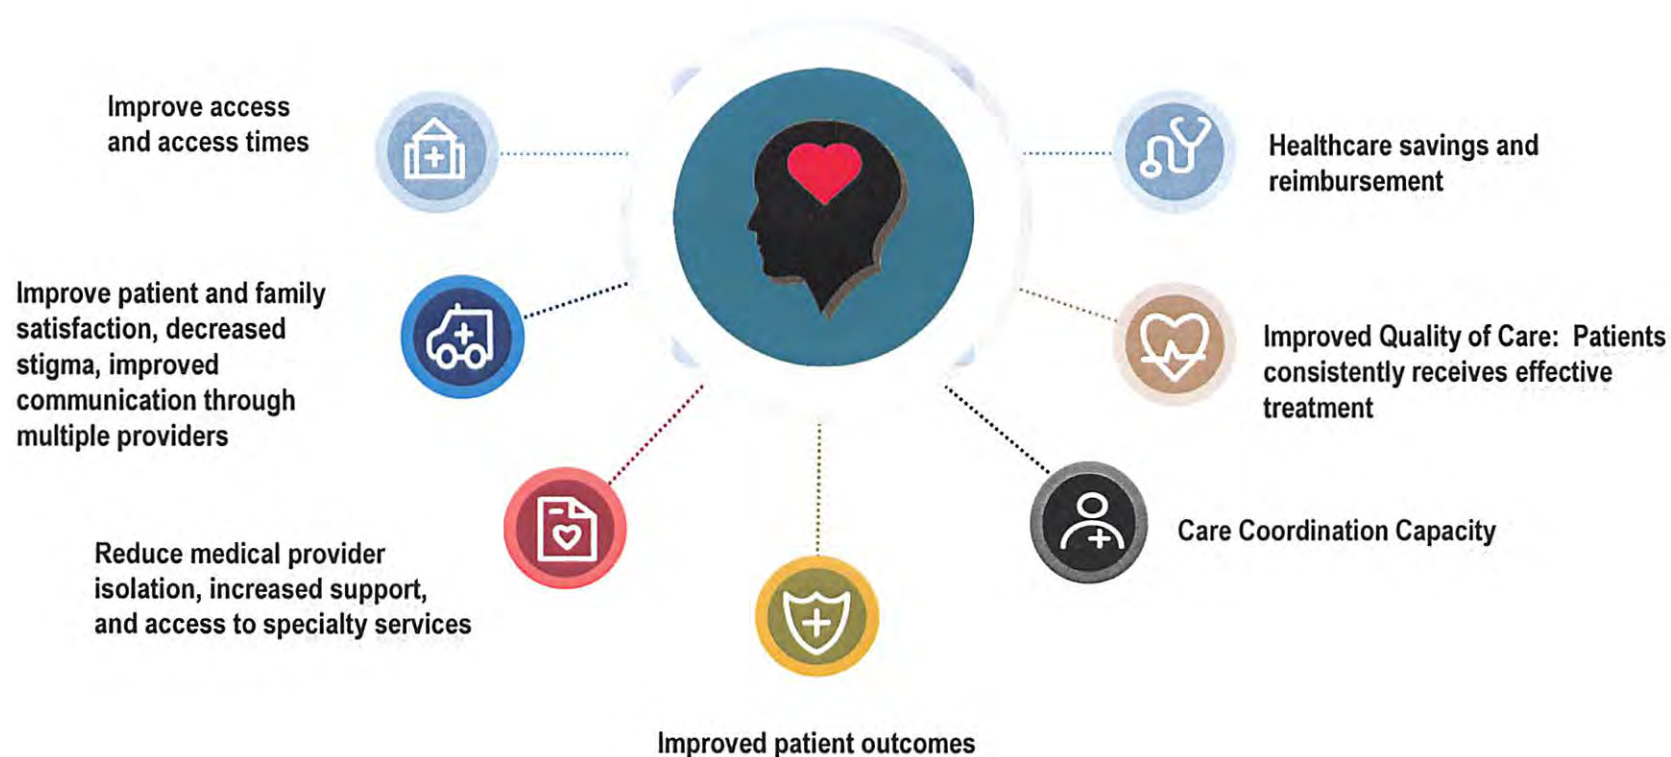 Improve access
and access times
Improve patient and family
satisfaction, decreased
stigma, improved
communication through
multiple providers
Reduce medical provider
isolation, increased support,
and access to specialty services
Improved patient outcomes
Care Coordination Capacity
Improved Quality of Care: Patients
consistently receives effective
treatment
Healthcare savings and
reimbursement